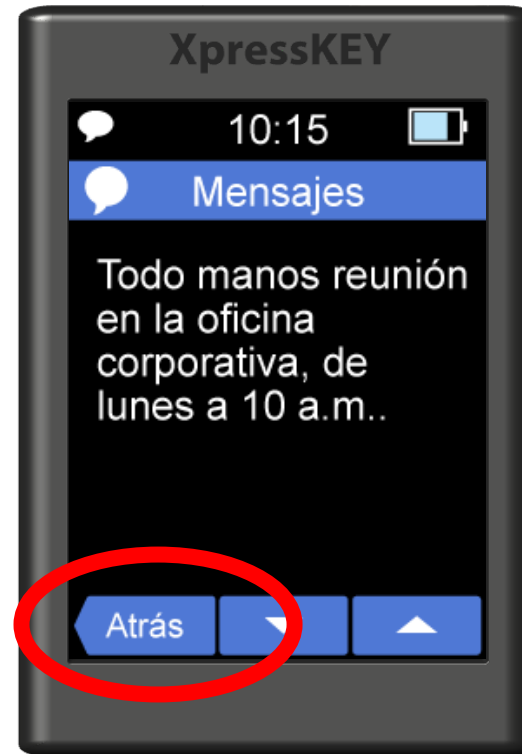 XpressKEY
10:15
Mensajes
Todo manos reunión
en la oficina
corporativa, de
lunes a 10 a.m..
Atrás